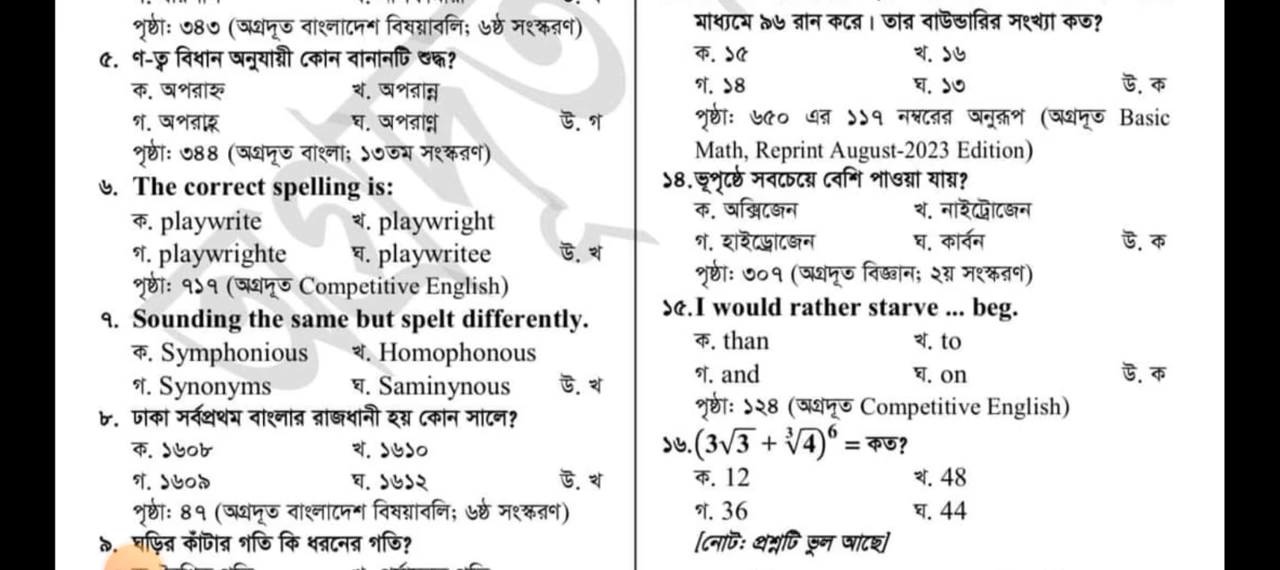 পৃষ্ঠা: ৩৪৩ (অগ্রদূত বাংলাদেশ বিষয়াবলি; ৬ষ্ঠ সংস্করণ)
৫. ণ-ত্ব বিধান অনুযায়ী কোন বানানটি শুদ্ধ?
ক. অপরাহ্ন খ. অপরান্ন
গ. অপরাহ্ণ ঘ. অপরাণ্ণ উ. গ
পৃষ্ঠা: ৩৪৪ (অগ্রদূত বাংলা; ১৩তম সংস্করণ)
৬. The correct spelling is:
ক. playwrite খ. playwright
গ. playwrighte ঘ. playwritee উ. খ
পৃষ্ঠা: ৭১৭ (অগ্রদূত Competitive English)
৭. Sounding the same but spelt differently.
ক. Symphonious খ. Homophonous
গ. Synonyms ঘ. Saminynous উ. খ
৮. ঢাকা সর্বপ্রথম বাংলার রাজধানী হয় কোন সালে?
ক. ১৬০৮ খ. ১৬১০
গ. ১৬০৯ ঘ. ১৬১২ উ. খ
পৃষ্ঠা: ৪৭ (অগ্রদূত বাংলাদেশ বিষয়াবলি; ৬ষ্ঠ সংস্করণ)
৯. ঘড়ির কাঁটার গতি কি ধরনের গতি?
মাধ্যমে ৯৬ রান করে। তার বাউন্ডারির সংখ্যা কত?
ক. ১৫ খ. ১৬
গ. ১৪ ঘ. ১৩ উ. ক
পৃষ্ঠা: ৬৫০ এর ১১৭ নম্বরের অনুরূপ (অগ্রদূত Basic
Math, Reprint August-2023 Edition)
১৪. ভূপৃষ্ঠে সবচেয়ে বেশি পাওয়া যায়?
ক. অক্সিজেন খ. নাইট্রোজেন
গ. হাইড্রোজেন ঘ. কার্বন উ. ক
পৃষ্ঠা: ৩০৭ (অগ্রদূত বিজ্ঞান; ২য় সংস্করণ)
১৫. I would rather starve ... beg.
ক. than খ. to
গ. and ঘ. on উ. ক
পৃষ্ঠা: ১২৪ (অগ্রদূত Competitive English)
১৬. (3√3 + ∛4)⁶ = কত?
ক. 12 খ. 48
গ. 36 ঘ. 44
[নোট: প্রশ্নটি ভুল আছে]